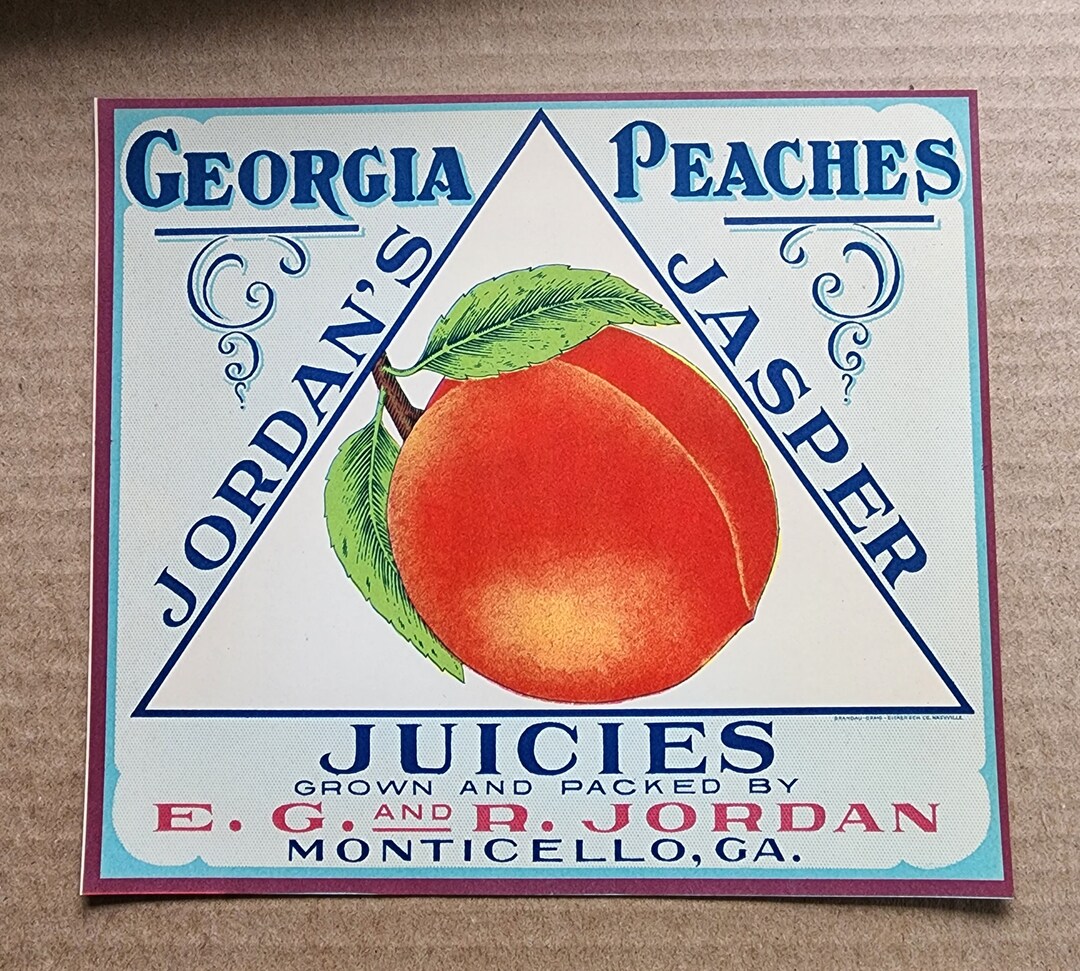 GEORGIA PEACHES
JORDAN'S
JASPER
JUICIES
GROWN AND PACKED BY
E. G. AND R. JORDAN
MONTICELLO, GA.